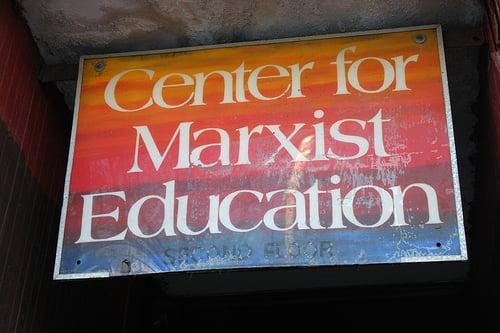 Center for
Marxist
Education
SECOND FLOOR